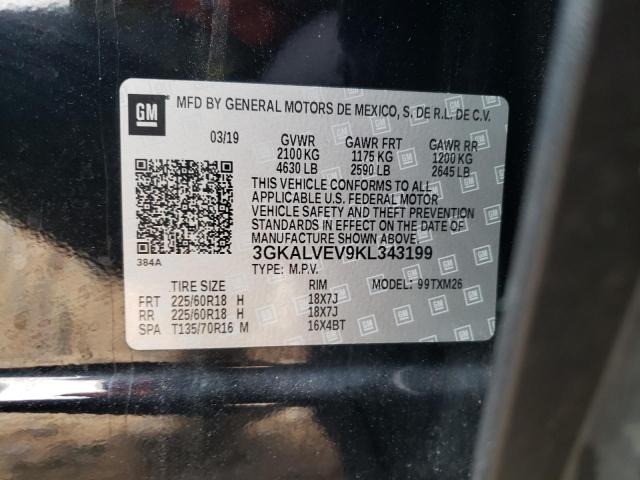 GM MFD BY GENERAL MOTORS DE MEXICO, S. DE R.L. DE C.V.
03/19 GVWR GAWR FRT GAWR RR
2100 KG 1175 KG 1200 KG
4630 LB 2590 LB 2645 LB
THIS VEHICLE CONFORMS TO ALL
APPLICABLE U.S. FEDERAL MOTOR
VEHICLE SAFETY AND THEFT PREVENTION
STANDARDS IN EFFECT ON THE DATE OF
MANUFACTURE SHOWN ABOVE.
384A
3GKALVEV9KL343199
TYPE: M.P.V. MODEL: 99TXM26
TIRE SIZE RIM
FRT 225/60R18 H 18X7J
RR 225/60R18 H 18X7J
SPA T135/70R16 M 16X4BT